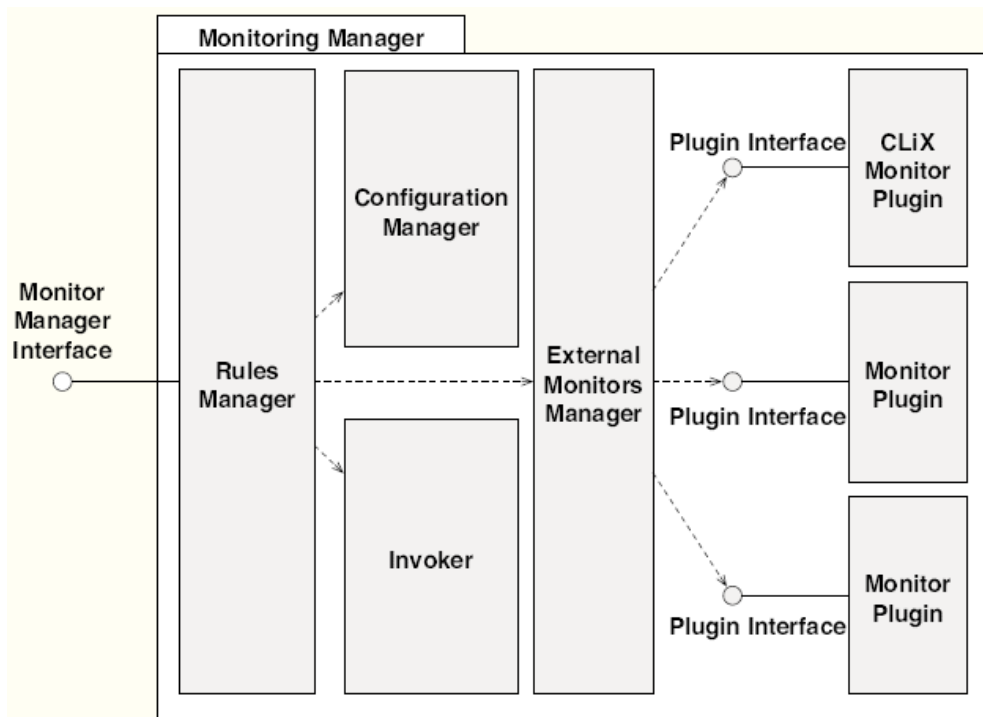 Monitoring Manager
Monitor
Manager
Interface
Rules
Manager
Configuration
Manager
Invoker
External
Monitors
Manager
Plugin Interface
CLiX
Monitor
Plugin
Plugin Interface
Monitor
Plugin
Plugin Interface
Monitor
Plugin